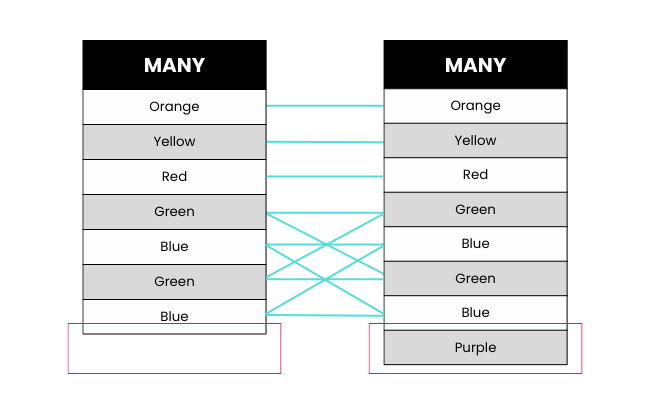 MANY
Orange
Yellow
Red
Green
Blue
Green
Blue
MANY
Orange
Yellow
Red
Green
Blue
Green
Blue
Purple